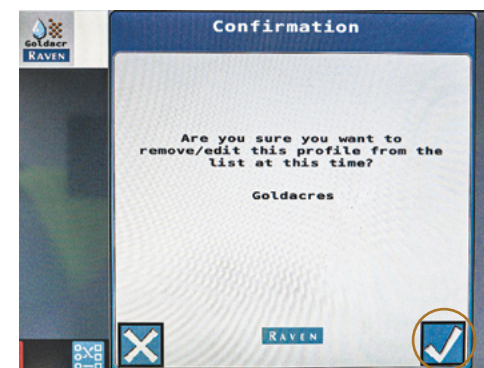 Goldacr
RAVEN
Confirmation
Are you sure you want to
remove/edit this profile from the
list at this time?
Goldacres
RAVEN